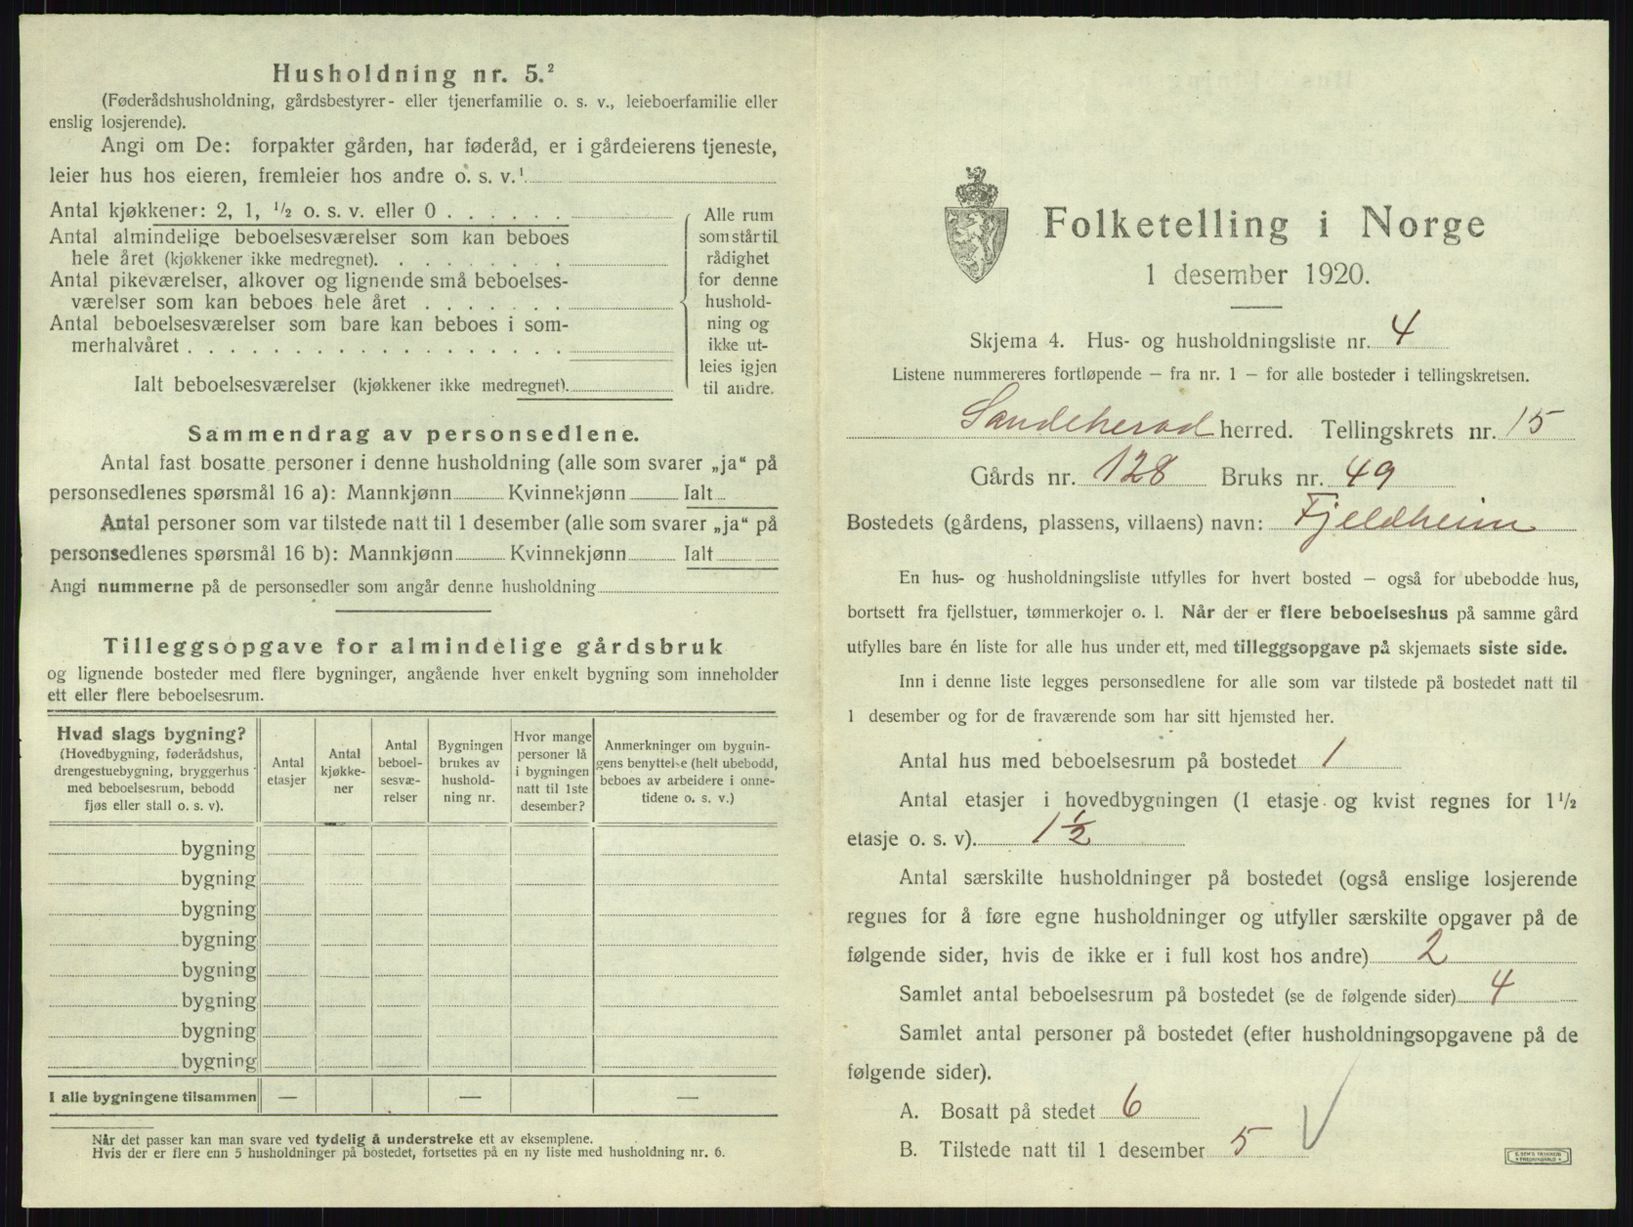 Husholdning nr. 5.²
(Føderådshusholdning, gårdsbestyrer- eller tjenerfamilie o. s. v., leieboerfamilie eller
enslig losjerende).
Angi om De: forpakter gården, har føderåd, er i gårdeierens tjeneste,
leier hus hos eieren, fremleier hos andre o. s. v.¹
Antal kjøkkener: 2, 1, ½ o. s. v. eller 0 . . . . . .
Antal almindelige beboelsesværelser som kan beboes
hele året (kjøkkener ikke medregnet). . . . . . . .
Antal pikeværelser, alkover og lignende små beboelses-
værelser som kan beboes hele året . . . . . . .
Antal beboelsesværelser som bare kan beboes i som-
merhalvåret . . . . . . . . . . . . . . . . . .
Ialt beboelsesværelser (kjøkkener ikke medregnet).
Alle rum
som står til
rådighet
for denne
hushold-
ning og
ikke ut-
leies igjen
til andre.
Sammendrag av personsedlene.
Antal fast bosatte personer i denne husholdning (alle som svarer „ja“ på
personsedlenes spørsmål 16 a): Mannkjønn Kvinnekjønn Ialt
Antal personer som var tilstede natt til 1 desember (alle som svarer „ja“ på
personsedlenes spørsmål 16 b): Mannkjønn Kvinnekjønn Ialt
Angi nummerne på de personsedler som angår denne husholdning
Tilleggsopgave for almindelige gårdsbruk
og lignende bosteder med flere bygninger, angående hver enkelt bygning som inneholder
ett eller flere beboelsesrum.
Hvad slags bygning?
(Hovedbygning, føderådshus,
drengestuebygning, bryggerhus
med beboelsesrum, bebodd
fjøs eller stall o. s. v).
Antal
etasjer
Antal
kjøkke-
ner
Antal
beboel-
sesvæ-
relser
Bygningen
brukes av
hushold-
ning nr.
Hvor mange
personer lå
i bygningen
natt til 1ste
desember?
Anmerkninger om bygnin-
gens benyttelse (helt ubebodd,
beboes av arbeidere i onne-
tidene o. s. v.)
bygning
bygning
bygning
bygning
bygning
bygning
bygning
bygning
I alle bygningene tilsammen — — —
Når det passer kan man svare ved tydelig å understreke ett av eksemplene.
Hvis der er flere enn 5 husholdninger på bostedet, fortsettes på en ny liste med husholdning nr. 6.
Folketelling i Norge
1 desember 1920.
Skjema 4. Hus- og husholdningsliste nr. 4
Listene nummereres fortløpende — fra nr. 1 — for alle bosteder i tellingskretsen.
Sandeherad herred. Tellingskrets nr. 15
Gårds nr. 128 Bruks nr. 49
Bostedets (gårdens, plassens, villaens) navn: Fjeldheim
En hus- og husholdningsliste utfylles for hvert bosted — også for ubebodde hus,
bortsett fra fjellstuer, tømmerkojer o. l. Når der er flere beboelseshus på samme gård
utfylles bare én liste for alle hus under ett, med tilleggsopgave på skjemaets siste side.
Inn i denne liste legges personsedlene for alle som var tilstede på bostedet natt til
1 desember og for de fraværende som har sitt hjemsted her.
Antal hus med beboelsesrum på bostedet 1
Antal etasjer i hovedbygningen (1 etasje og kvist regnes for 1½
etasje o. s. v). 1½
Antal særskilte husholdninger på bostedet (også enslige losjerende
regnes for å føre egne husholdninger og utfyller særskilte opgaver på de
følgende sider, hvis de ikke er i full kost hos andre) 2
Samlet antal beboelsesrum på bostedet (se de følgende sider) 4
Samlet antal personer på bostedet (efter husholdningsopgavene på de
følgende sider).
A. Bosatt på stedet 6
B. Tilstede natt til 1 desember 5